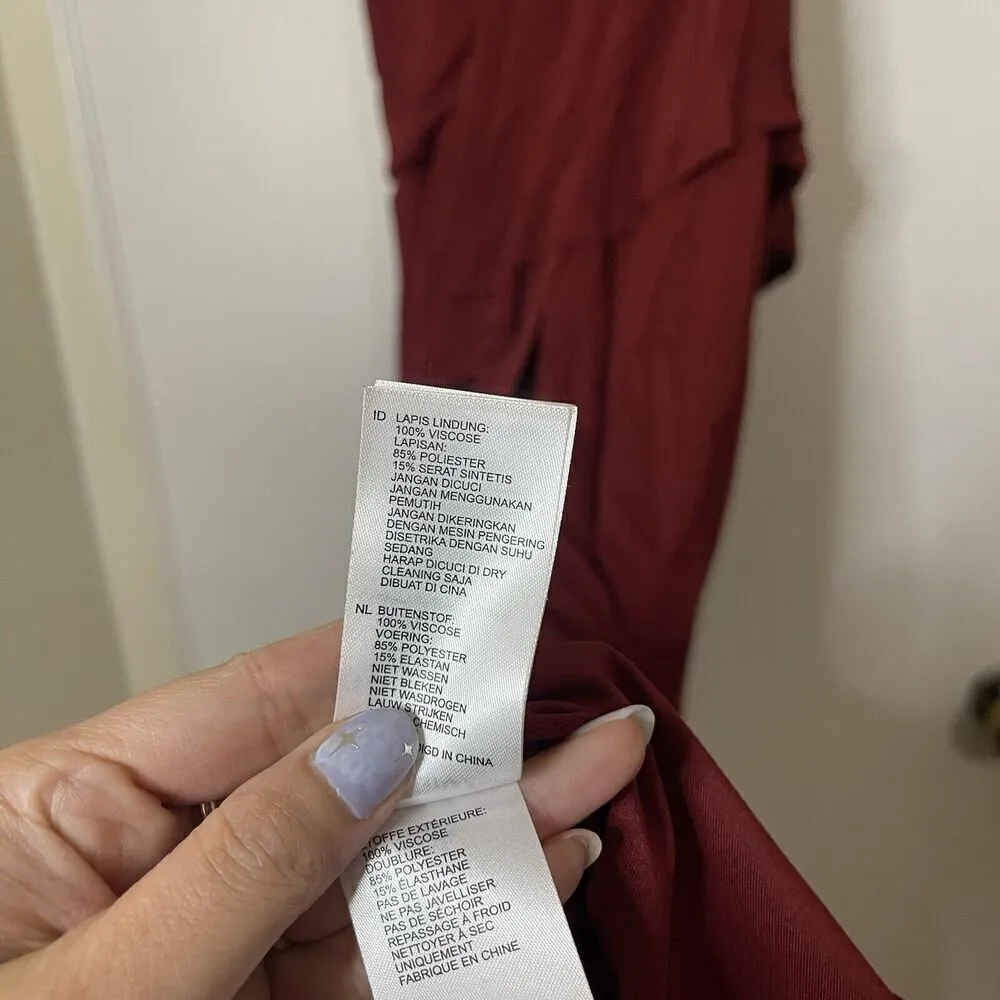 ID LAPIS LINDUNG:
100% VISCOSE
LAPISAN:
85% POLIESTER
15% SERAT SINTETIS
JANGAN DICUCI
JANGAN MENGGUNAKAN
PEMUTIH
JANGAN DIKERINGKAN
DENGAN MESIN PENGERING
DISETRIKA DENGAN SUHU
SEDANG
HARAP DICUCI DI DRY
CLEANING SAJA
DIBUAT DI CINA
NL BUITENSTOF:
100% VISCOSE
VOERING:
85% POLYESTER
15% ELASTAN
NIET WASSEN
NIET BLEKEN
NIET WASDROGEN
LAUW STRIJKEN
CHEMISCH
IN CHINA
EXTÉRIEURE:
100% VISCOSE
DOUBLURE:
85% POLYESTER
15% ÉLASTHANE
PAS DE LAVAGE
NE PAS JAVELLISER
PAS DE SÉCHOIR
REPASSAGE À FROID
NETTOYER À SEC
UNIQUEMENT
FABRIQUE EN CHINE